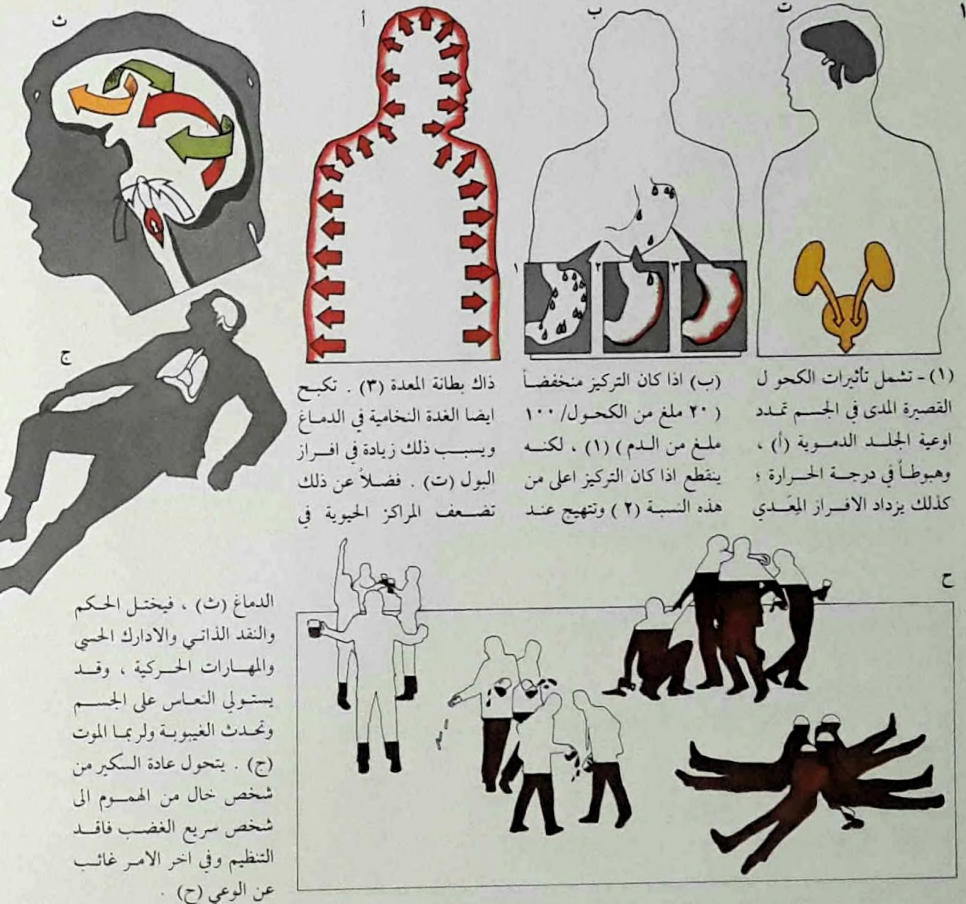 ١
ت
ب
أ
ث
١
٢
٣
ج
(١) - تشمل تأثيرات الكحو ل
القصيرة المدى في الجسم تمدد
اوعية الجلد الدموية (أ) ،
وهبوطاً في درجة الحرارة ؛
كذلك يزداد الافراز المِعَدي
(ب) اذا كان التركيز منخفضاً
( ٢٠ ملغ من الكحول/ ١٠٠
ملغ من الدم ) (١) ، لكنه
ينقطع اذا كان التركيز اعلى من
هذه النسبة (٢) وتتهيج عند
ذاك بطانة المعدة (٣) . تكبح
ايضا الغدة النخامية في الدماغ
ويسبب ذلك زيادة في افراز
البول (ت) . فضلاً عن ذلك
تضعف المراكز الحيوية في
ح
الدماغ (ث) ، فيختل الحكم
والنقد الذاتي والادارك الحسي
والمهارات الحركية ، وقد
يستولي النعاس على الجسم
وتحدث الغيبوبة ولربما الموت
(ج) . يتحول عادة السكير من
شخص خال من الهموم الى
شخص سريع الغضب فاقد
التنظيم وفي اخر الامر غائب
عن الوعي (ح) .